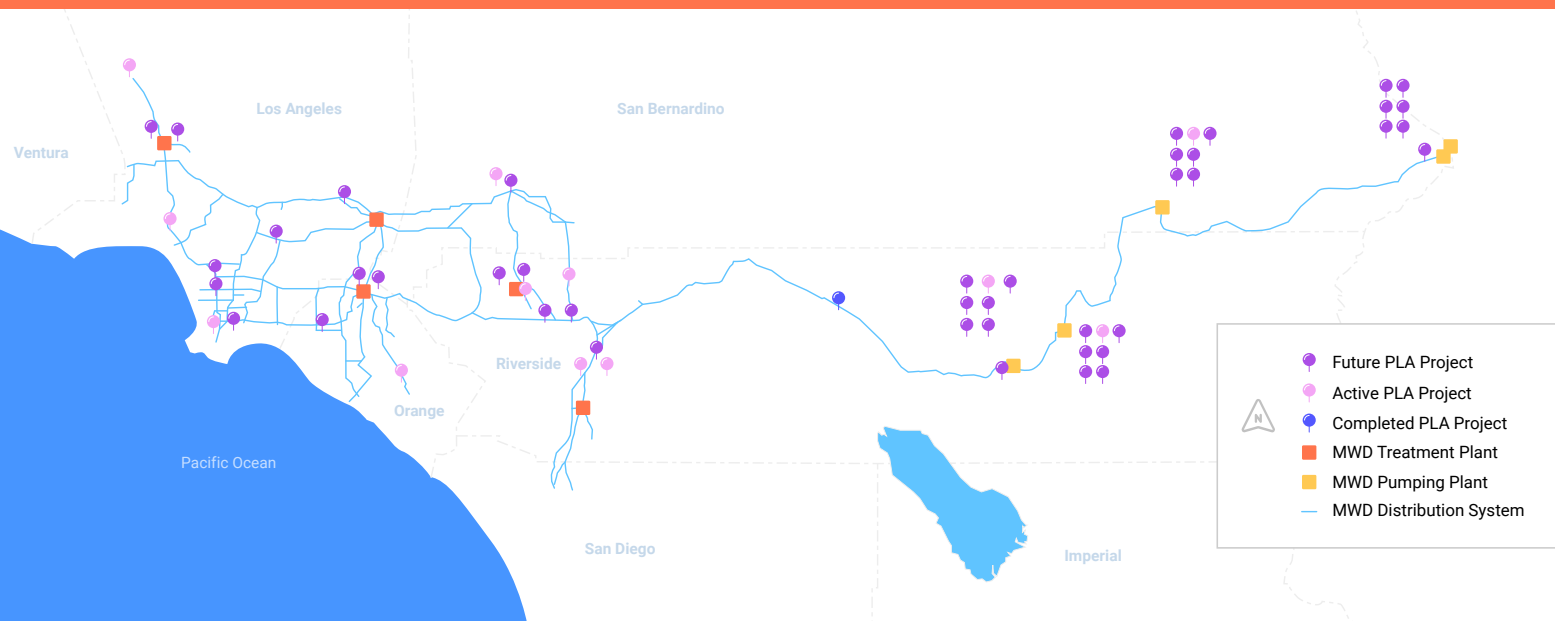 Los Angeles
San Bernardino
Ventura
Riverside
Orange
Pacific Ocean
San Diego
Imperial
N
Future PLA Project
Active PLA Project
Completed PLA Project
MWD Treatment Plant
MWD Pumping Plant
MWD Distribution System